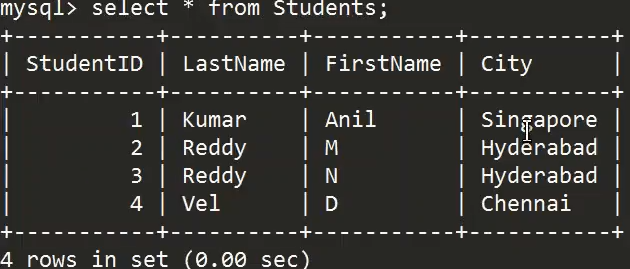 mysql> select * from Students;
+-----------+----------+-----------+-----------+
| StudentID | LastName | FirstName | City      |
+-----------+----------+-----------+-----------+
|         1 | Kumar    | Anil      | Singapore |
|         2 | Reddy    | M         | Hyderabad |
|         3 | Reddy    | N         | Hyderabad |
|         4 | Vel      | D         | Chennai   |
+-----------+----------+-----------+-----------+
4 rows in set (0.00 sec)